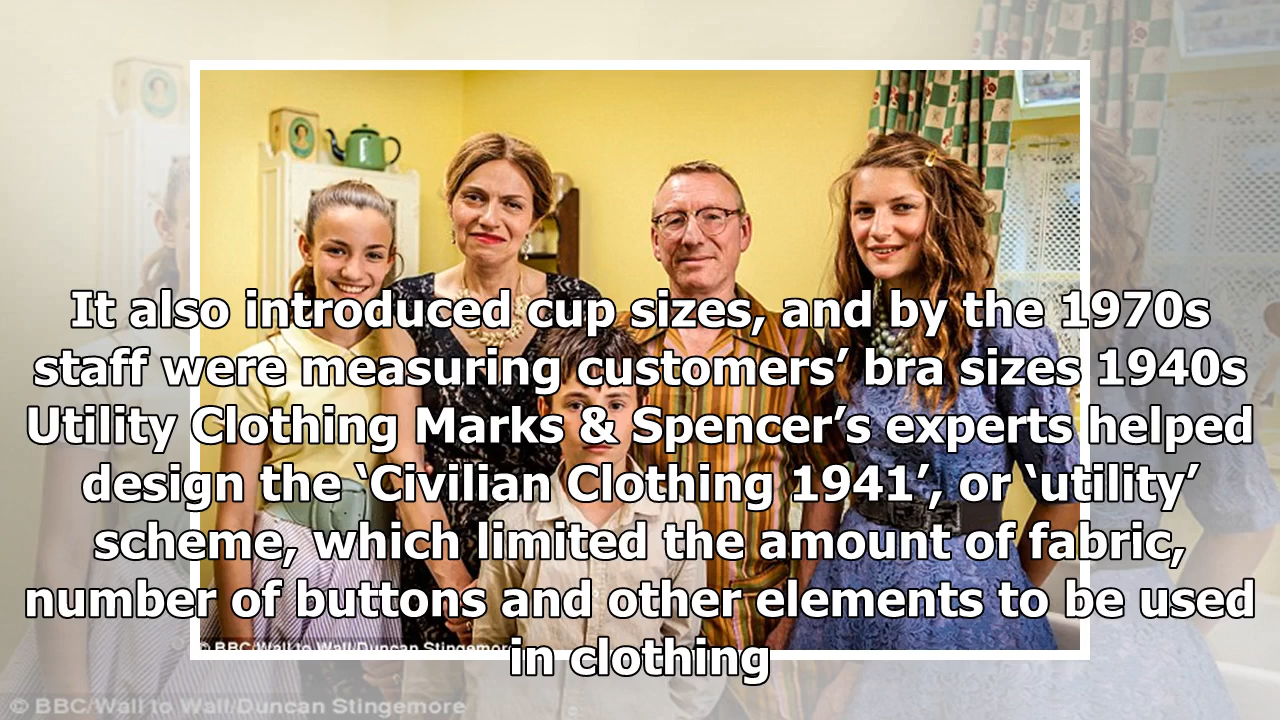 It also introduced cup sizes, and by the 1970s
staff were measuring customers’ bra sizes 1940s
Utility Clothing Marks & Spencer’s experts helped
design the ‘Civilian Clothing 1941’, or ‘utility’
scheme, which limited the amount of fabric,
number of buttons and other elements to be used
in clothing
© BBC/Wall to Wall/Duncan Stingemore
© BBC/Wall to Wall/Duncan Stingemore